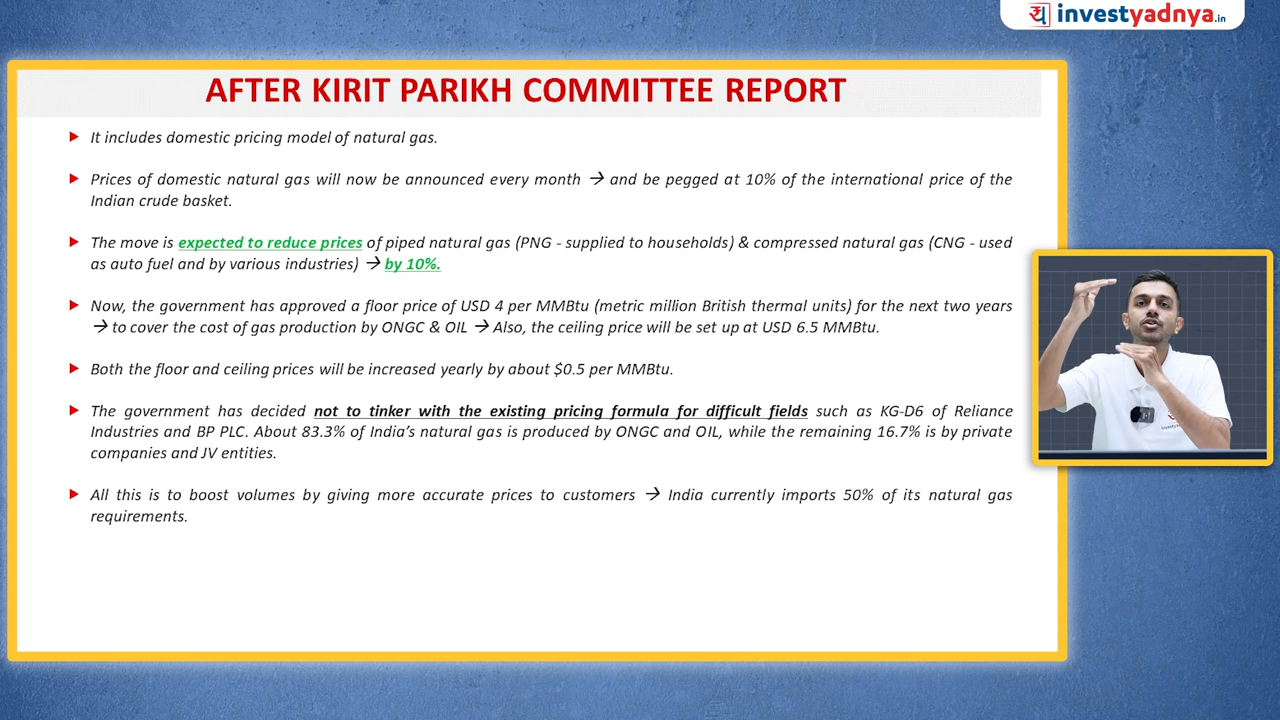 यज्ञ investyadnya.in
AFTER KIRIT PARIKH COMMITTEE REPORT
It includes domestic pricing model of natural gas.
Prices of domestic natural gas will now be announced every month → and be pegged at 10% of the international price of the
Indian crude basket.
The move is expected to reduce prices of piped natural gas (PNG - supplied to households) & compressed natural gas (CNG - used
as auto fuel and by various industries) → by 10%.
Now, the government has approved a floor price of USD 4 per MMBtu (metric million British thermal units) for the next two years
→ to cover the cost of gas production by ONGC & OIL → Also, the ceiling price will be set up at USD 6.5 MMBtu.
Both the floor and ceiling prices will be increased yearly by about $0.5 per MMBtu.
The government has decided not to tinker with the existing pricing formula for difficult fields such as KG-D6 of Reliance
Industries and BP PLC. About 83.3% of India’s natural gas is produced by ONGC and OIL, while the remaining 16.7% is by private
companies and JV entities.
All this is to boost volumes by giving more accurate prices to customers → India currently imports 50% of its natural gas
requirements.